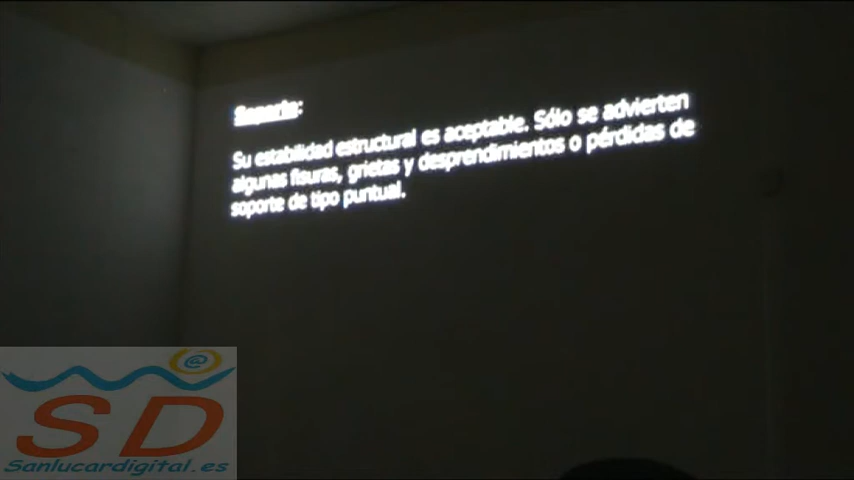 Soporte:
Su estabilidad estructural es aceptable. Sólo se advierten
algunas fisuras, grietas y desprendimientos o pérdidas de
soporte de tipo puntual.
@
SD
Sanlucardigital.es